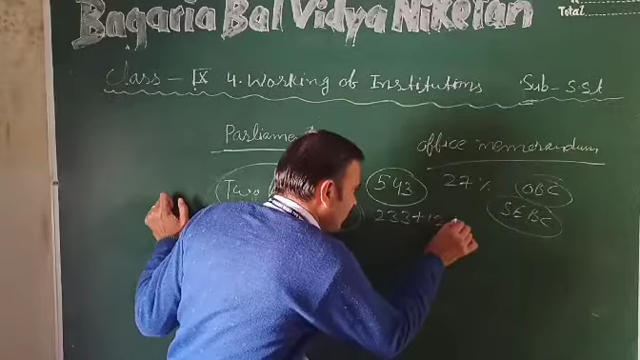 Bagaria Bal Vidya Niketan
Total
Class - IX 4. Working of Institutions Sub - S.St
Parliament office memorandum
Two 543 27% OBC
233+12 SEBC